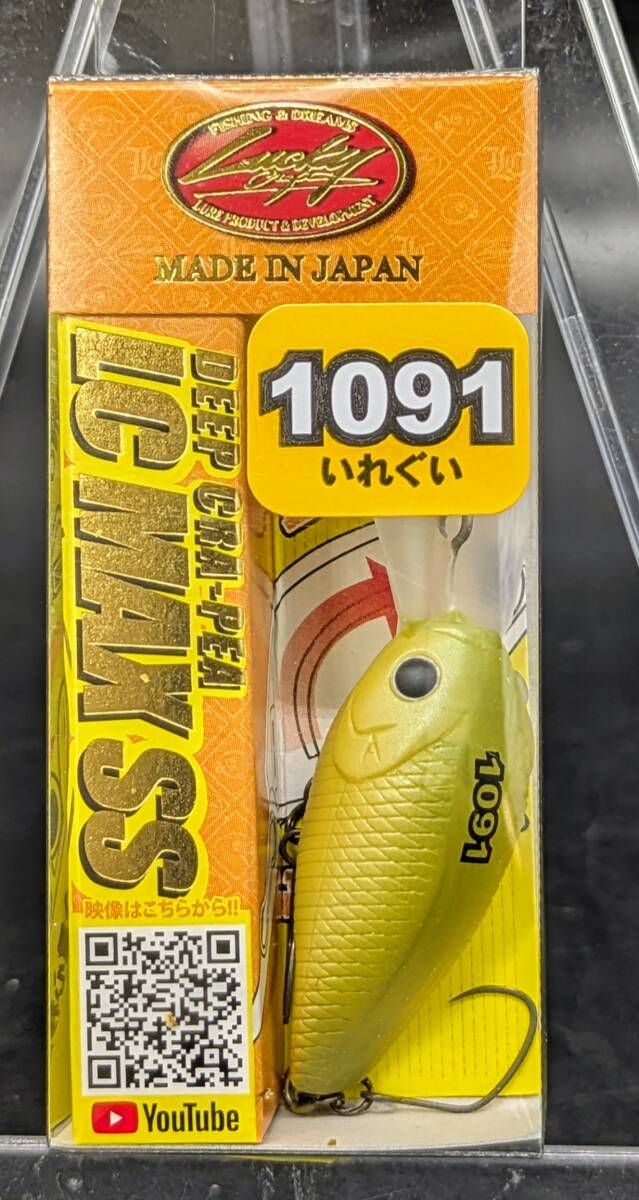 FISHING & DREAMS
Lucky
Craft
LURE PRODUCT & DEVELOPMENT
MADE IN JAPAN
1091
いれぐい
DEEP CRA-PEA
LC MAX SS
1091
映像はこちらから!!
YouTube